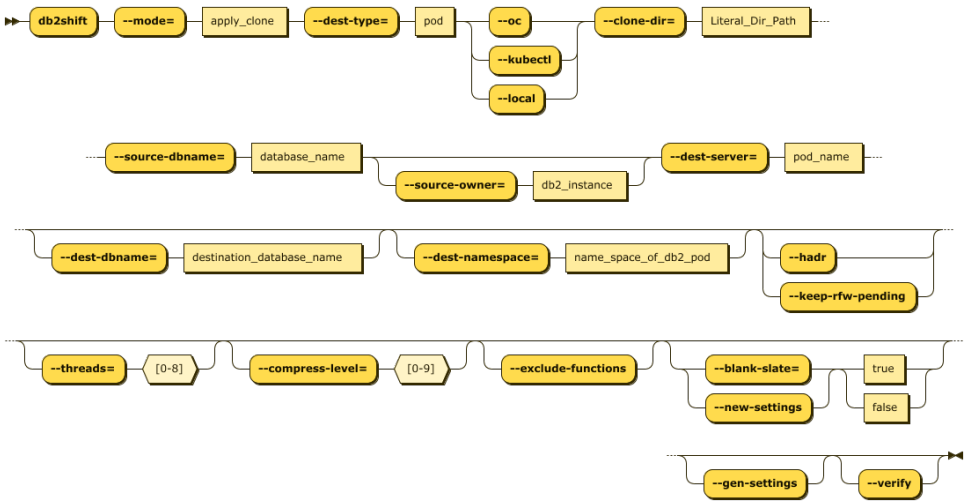 db2shift --mode= apply_clone --dest-type= pod --oc --clone-dir= Literal_Dir_Path
--kubectl
--local
--source-dbname= database_name --dest-server= pod_name
--source-owner= db2_instance
--dest-dbname= destination_database_name --dest-namespace= name_space_of_db2_pod --hadr
--keep-rfw-pending
--threads= [0-8] --compress-level= [0-9] --exclude-functions --blank-slate= true
--new-settings false
--gen-settings --verify